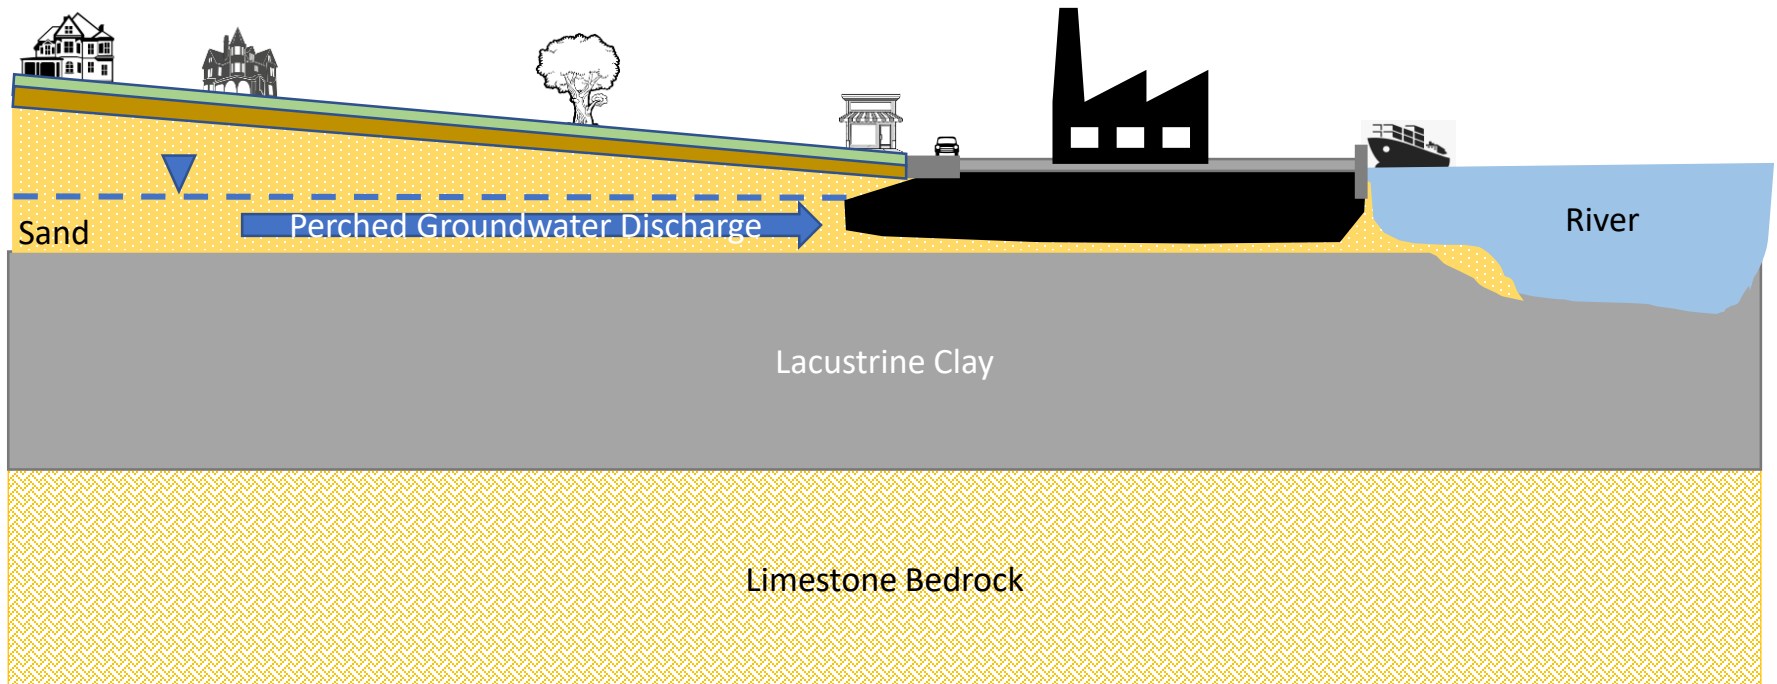 Sand
Perched Groundwater Discharge
River
Lacustrine Clay
Limestone Bedrock